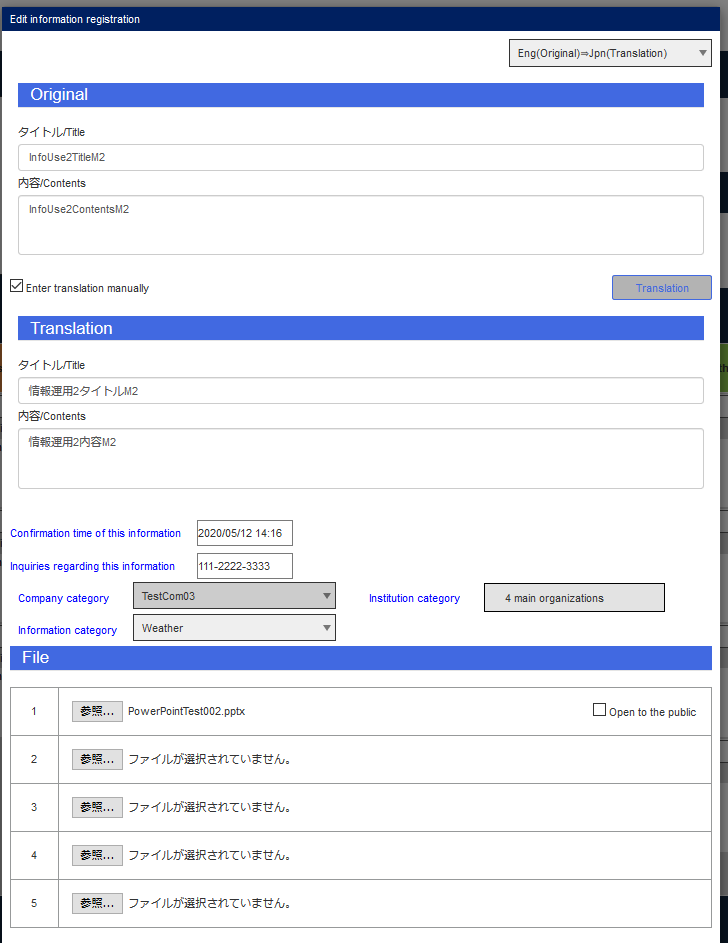 Edit information registration
Eng(Original)⇒Jpn(Translation)
Original
タイトル/Title
InfoUse2TitleM2
内容/Contents
InfoUse2ContentsM2
Enter translation manually
Translation
Translation
タイトル/Title
情報運用2タイトルM2
内容/Contents
情報運用2内容M2
Confirmation time of this information 2020/05/12 14:16
Inquiries regarding this information 111-2222-3333
Company category TestCom03 Institution category 4 main organizations
Information category Weather
File
1 参照... PowerPointTest002.pptx Open to the public
2 参照... ファイルが選択されていません。
3 参照... ファイルが選択されていません。
4 参照... ファイルが選択されていません。
5 参照... ファイルが選択されていません。